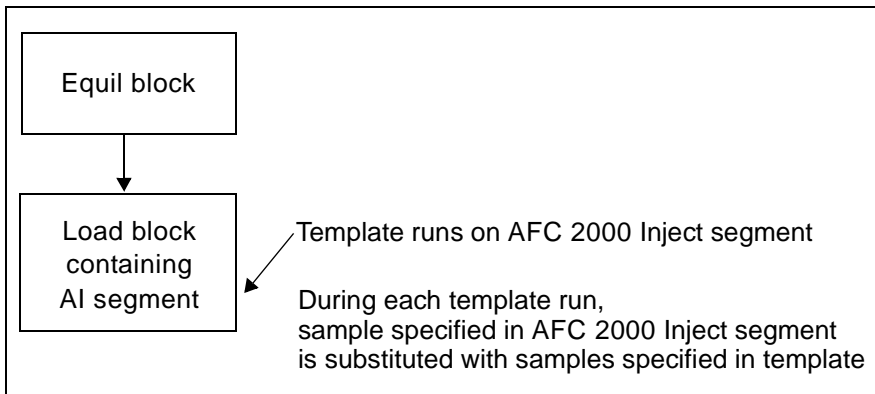 Equil block
Load block
containing
AI segment
Template runs on AFC 2000 Inject segment
During each template run,
sample specified in AFC 2000 Inject segment
is substituted with samples specified in template